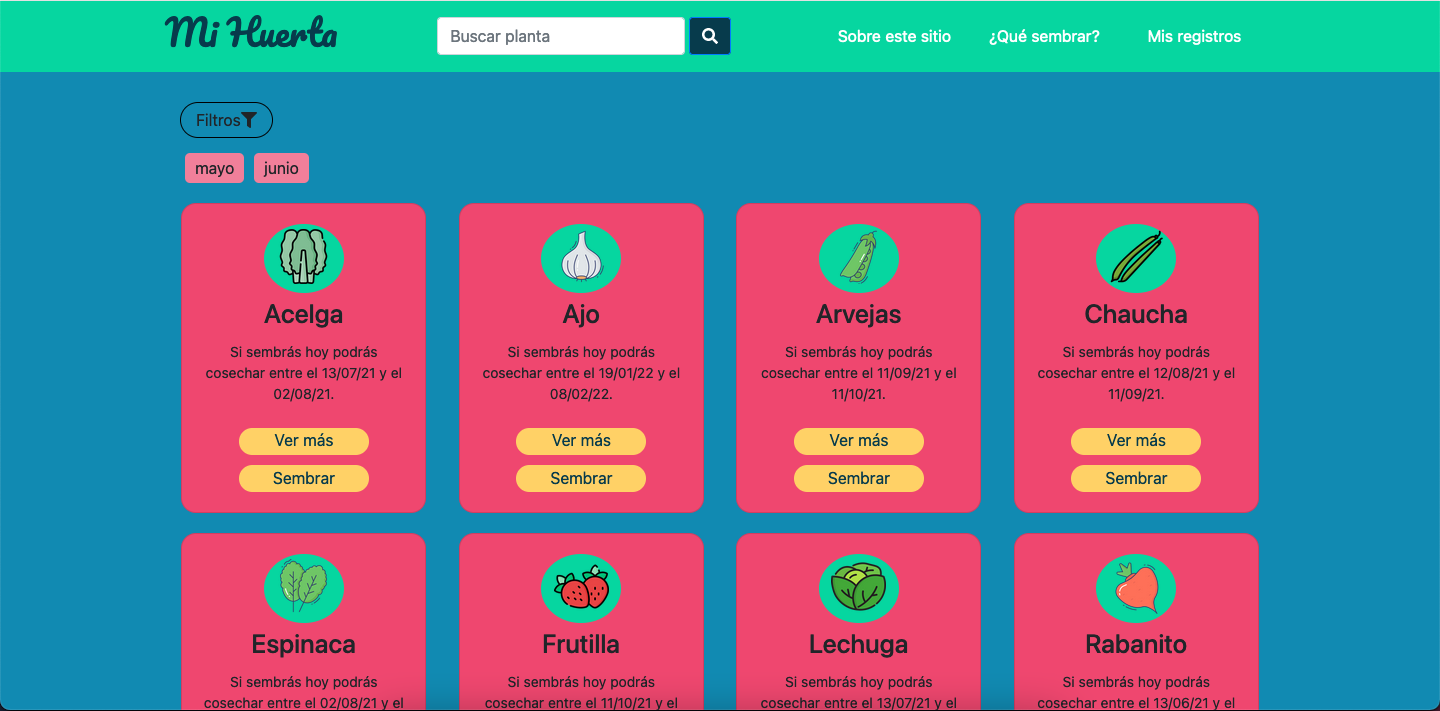 Mi Huerta
Buscar planta
Sobre este sitio
¿Qué sembrar?
Mis registros
Filtros
mayo
junio
Acelga
Si sembrás hoy podrás
cosechar entre el 13/07/21 y el
02/08/21.
Ver más
Sembrar
Ajo
Si sembrás hoy podrás
cosechar entre el 19/01/22 y el
08/02/22.
Ver más
Sembrar
Arvejas
Si sembrás hoy podrás
cosechar entre el 11/09/21 y el
11/10/21.
Ver más
Sembrar
Chaucha
Si sembrás hoy podrás
cosechar entre el 12/08/21 y el
11/09/21.
Ver más
Sembrar
Espinaca
Si sembrás hoy podrás
cosechar entre el 02/08/21 y el
Frutilla
Si sembrás hoy podrás
cosechar entre el 11/10/21 y el
Lechuga
Si sembrás hoy podrás
cosechar entre el 13/07/21 y el
Rabanito
Si sembrás hoy podrás
cosechar entre el 13/06/21 y el